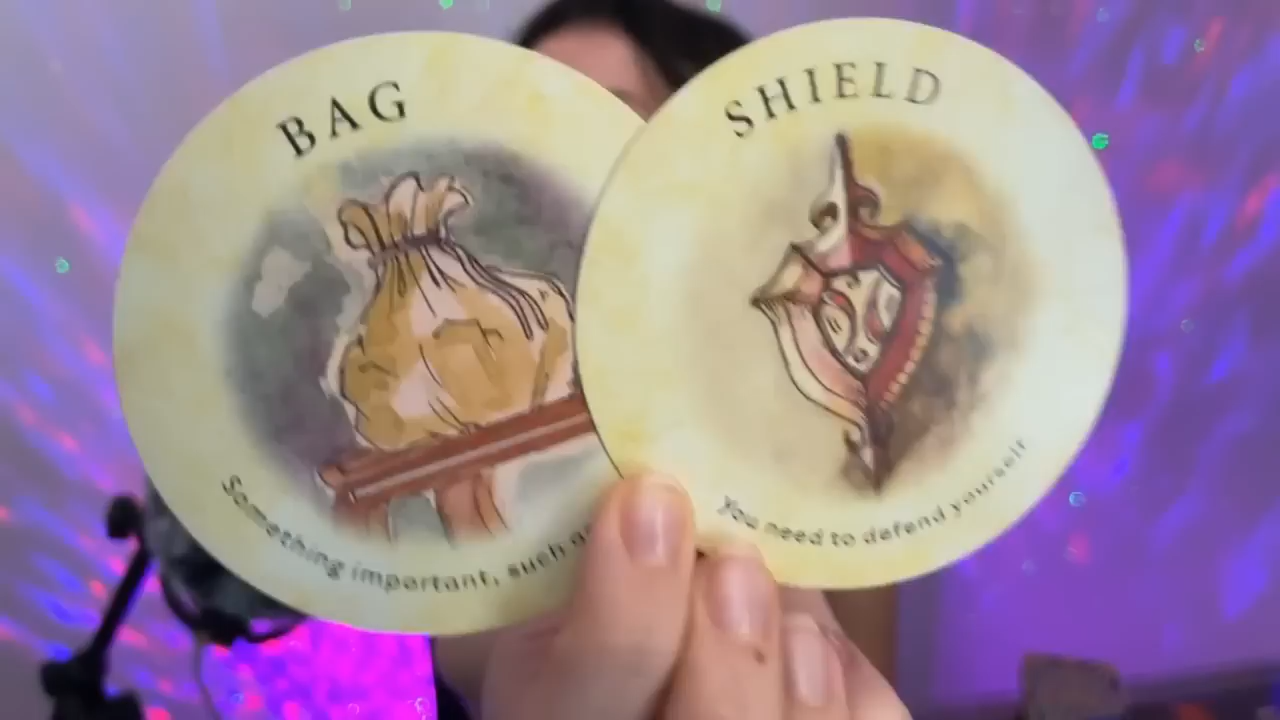 BAG
Something important, such
SHIELD
You need to defend yourself